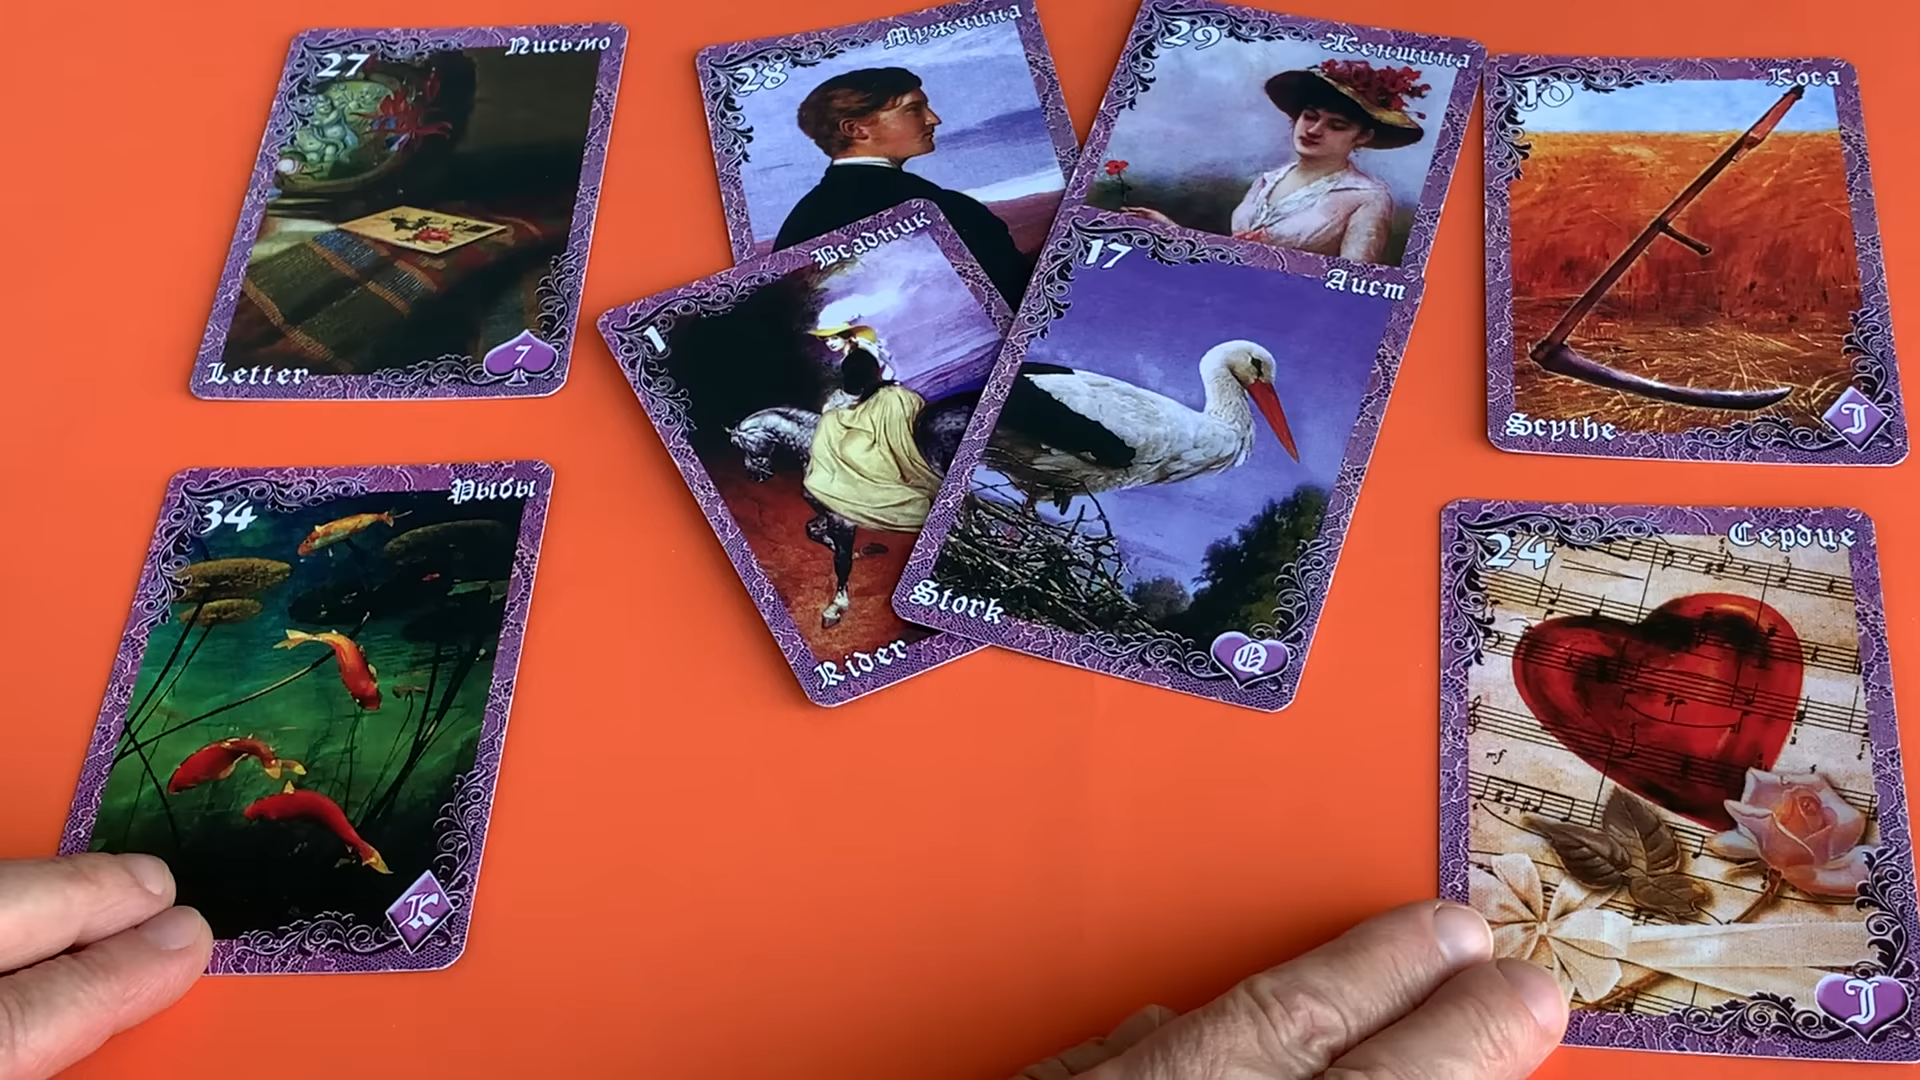 27
Письмо
Letter
7
28
Мужчина
29
Женщина
10
Коса
Scythe
J
1
Всадник
Rider
17
Аист
Stork
Q
34
Рыбы
K
24
Сердце
mf
J